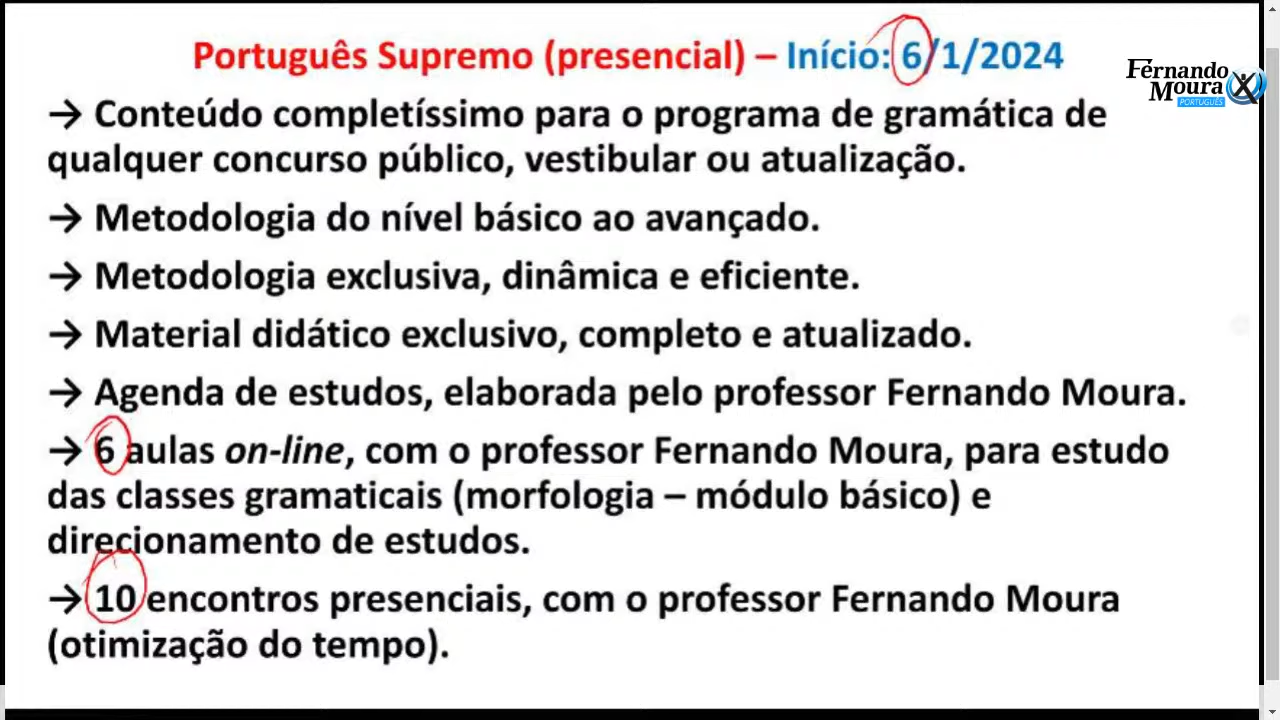 Português Supremo (presencial) – Início: 6/1/2024
Fernando
Moura
PORTUGUÊS
→ Conteúdo completíssimo para o programa de gramática de
qualquer concurso público, vestibular ou atualização.
→ Metodologia do nível básico ao avançado.
→ Metodologia exclusiva, dinâmica e eficiente.
→ Material didático exclusivo, completo e atualizado.
→ Agenda de estudos, elaborada pelo professor Fernando Moura.
→ 6 aulas on-line, com o professor Fernando Moura, para estudo
das classes gramaticais (morfologia – módulo básico) e
direcionamento de estudos.
→ 10 encontros presenciais, com o professor Fernando Moura
(otimização do tempo).